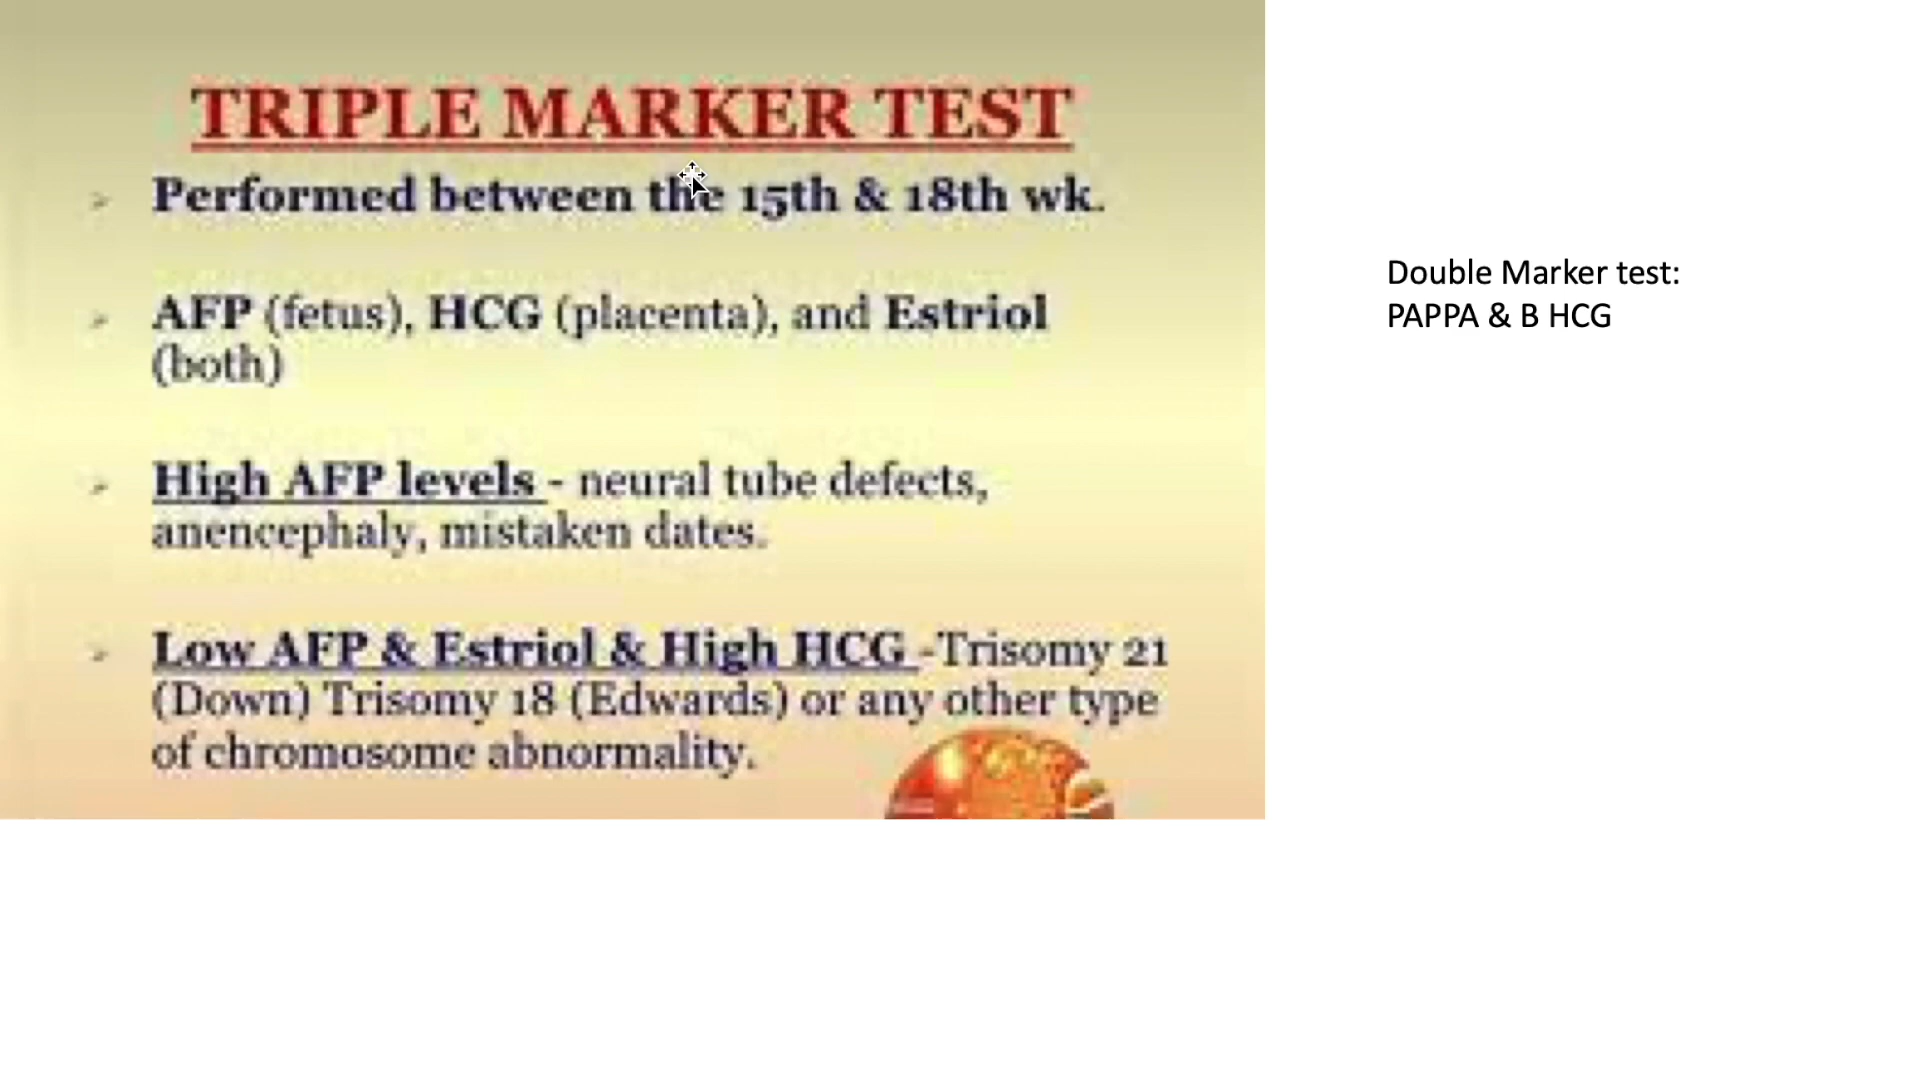 TRIPLE MARKER TEST
Performed between the 15th & 18th wk.
AFP (fetus), HCG (placenta), and Estriol
(both)
High AFP levels - neural tube defects,
anencephaly, mistaken dates.
Low AFP & Estriol & High HCG -Trisomy 21
(Down) Trisomy 18 (Edwards) or any other type
of chromosome abnormality.
Double Marker test:
PAPPA & B HCG